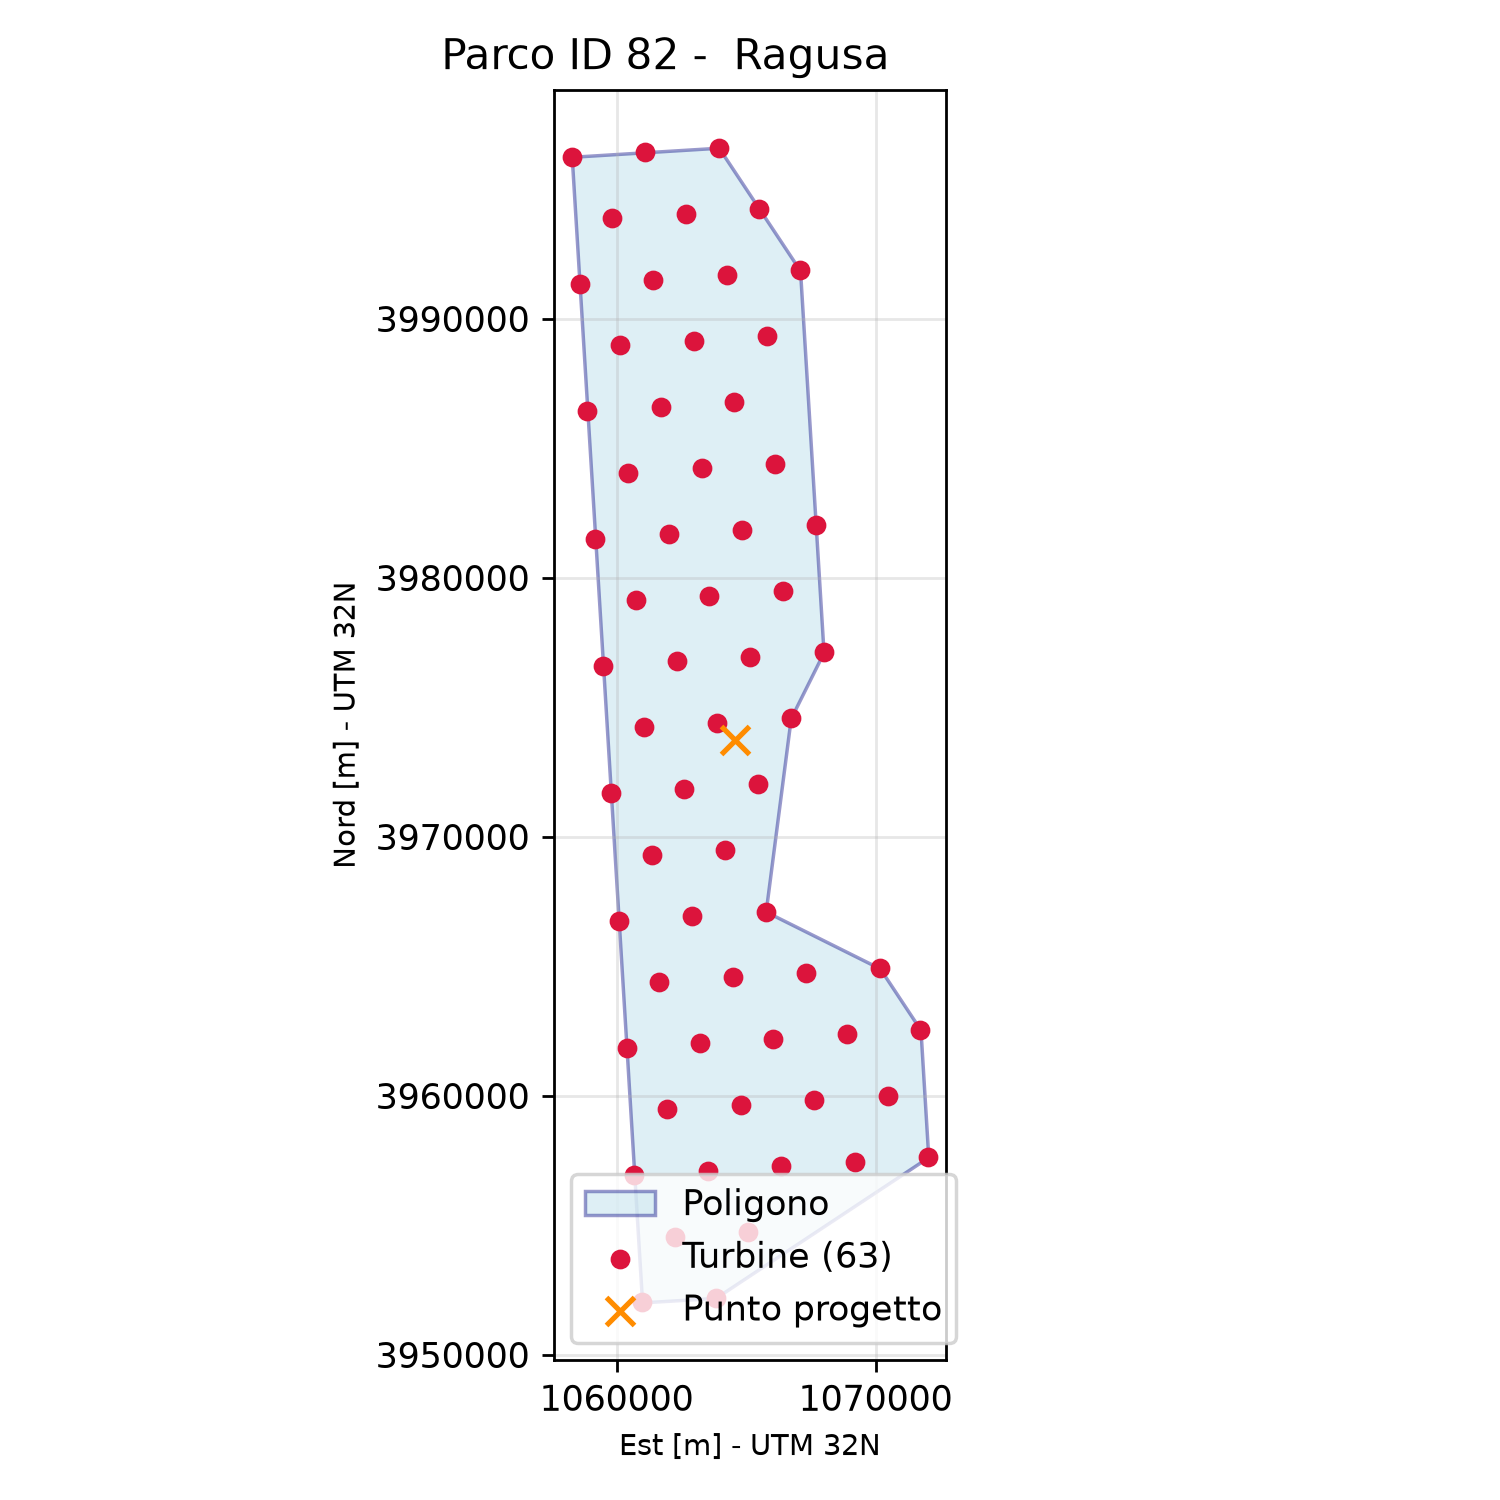 Parco ID 82 -  Ragusa
Nord [m] - UTM 32N
3990000
3980000
3970000
3960000
3950000
Poligono
Turbine (63)
Punto progetto
1060000 1070000
Est [m] - UTM 32N